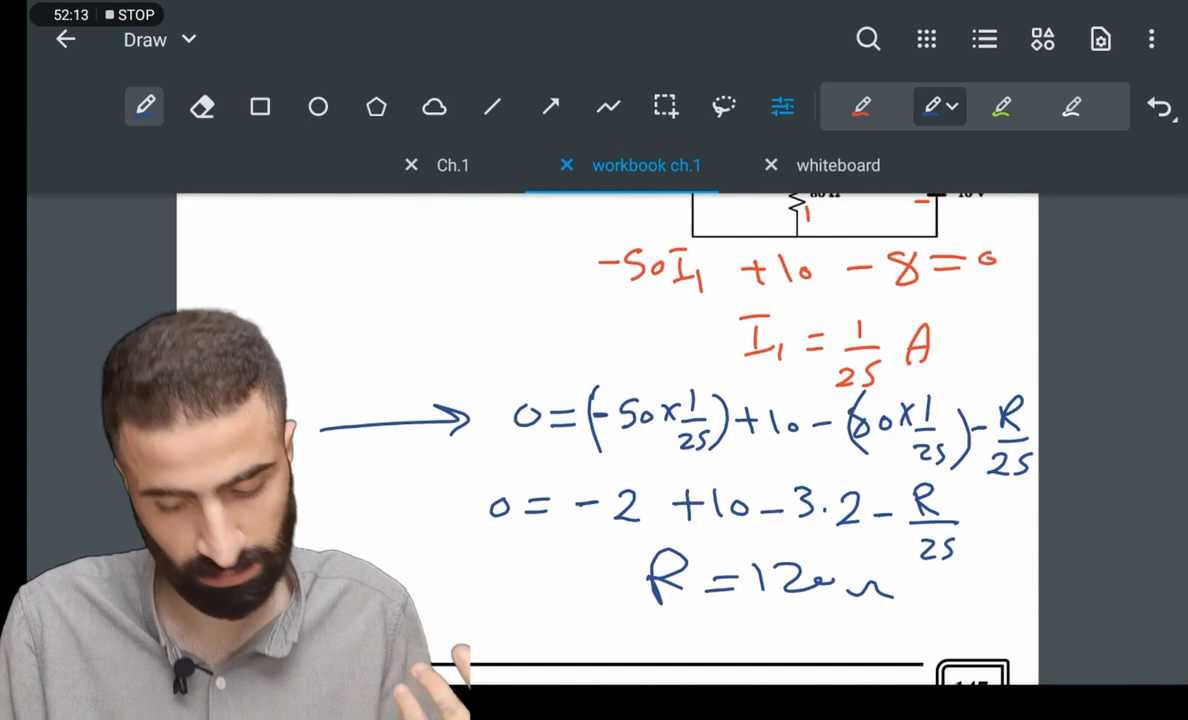 52:13 STOP
Draw
Ch.1 workbook ch.1 whiteboard
-50I₁ +10 - 8 = 0
I₁ = 1/25 A
0 = (-50×1/25) + 10 - (80×1/25) - R/25
0 = -2 +10 - 3.2 - R/25
R = 120 Ω